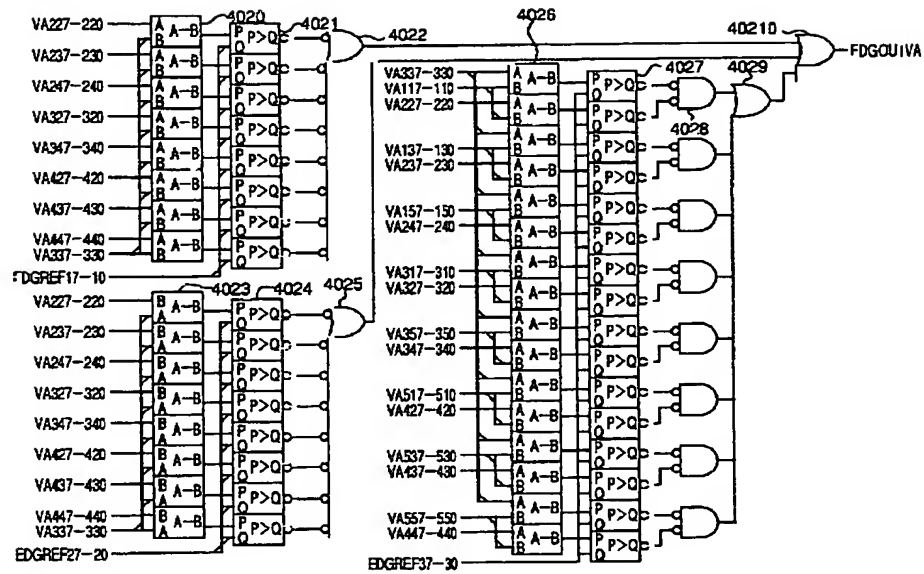 4020
4021
VA227-220
A B A-B
P Q P>Q
4022
VA237-230
A B A-B
P Q P>Q
VA247-240
A B A-B
P Q P>Q
VA327-320
A B A-B
P Q P>Q
VA347-340
A B A-B
P Q P>Q
VA427-420
A B A-B
P Q P>Q
VA437-430
A B A-B
P Q P>Q
VA447-440
A B A-B
P Q P>Q
VA337-330
FDGREF17-10
4023
4024
4025
VA227-220
B A A-B
P Q P>Q
VA237-230
B A A-B
P Q P>Q
VA247-240
B A A-B
P Q P>Q
VA327-320
B A A-B
P Q P>Q
VA347-340
B A A-B
P Q P>Q
VA427-420
B A A-B
P Q P>Q
VA437-430
B A A-B
P Q P>Q
VA447-440
B A A-B
P Q P>Q
VA337-330
EDGREF27-20
4026
40210
FDGOUIVA
4027
4029
4028
VA337-330
A B A-B
P Q P>Q
VA117-110
VA227-220
A B A-B
P Q P>Q
A B A-B
P Q P>Q
VA137-130
VA237-230
A B A-B
P Q P>Q
A B A-B
P Q P>Q
VA157-150
VA247-240
A B A-B
P Q P>Q
A B A-B
P Q P>Q
VA317-310
VA327-320
A B A-B
P Q P>Q
A B A-B
P Q P>Q
VA357-350
VA347-340
A B A-B
P Q P>Q
A B A-B
P Q P>Q
VA517-510
VA427-420
A B A-B
P Q P>Q
A B A-B
P Q P>Q
VA537-530
VA437-430
A B A-B
P Q P>Q
A B A-B
P Q P>Q
VA557-550
VA447-440
A B A-B
P Q P>Q
EDGREF37-30